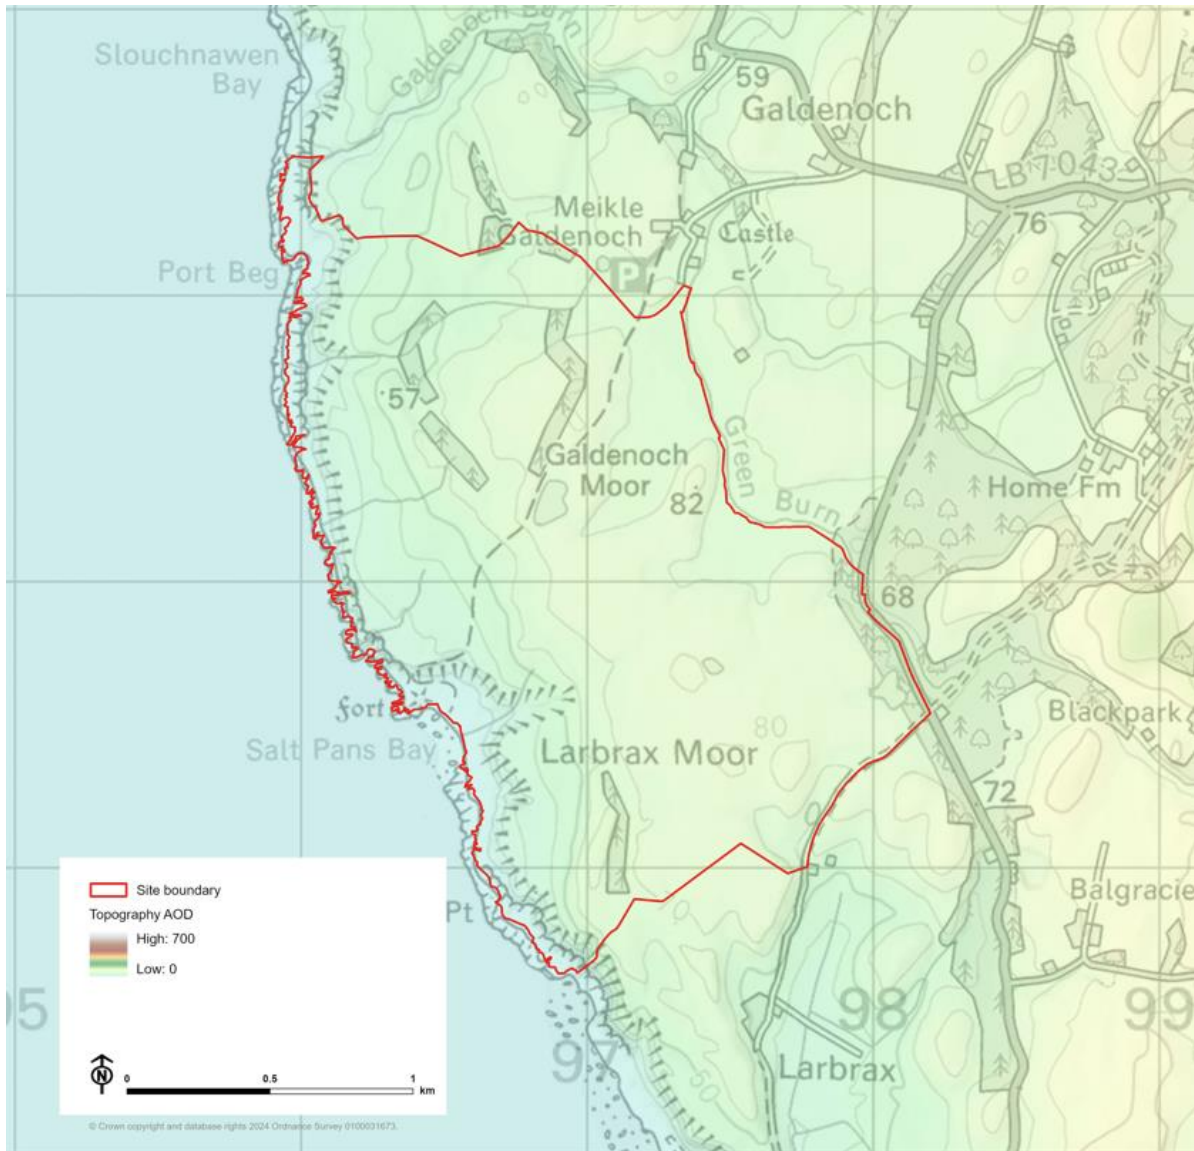 Slouchnawen
Bay
Galdenoch Burn
59
Galdenoch
LB 7043
76
Meikle
Galdenoch
Castle
P
Port Beg
57
Green Burn
Galdenoch
Moor
82
Home Fm
68
Fort
Salt Pans Bay
80
Larbrax Moor
Blackpark
72
Balgracie
Pt
Site boundary
Topography AOD
High: 700
Low: 0
95
98
99
97
50
Larbrax
N
0 0.5 1
km
© Crown copyright and database rights 2024 Ordnance Survey 0100031673.